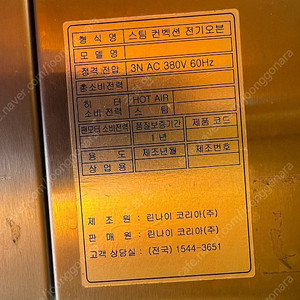 형 식 명 스팀 컨벡션 전기오븐
모 델 명
정격 전압 3N AC 380V 60Hz
총소비전력
히 터 HOT AIR
소비 전력 스 팀
팬모터 소비전력 품질보증기간 제품 코드
1 년
용 도 제조년월 제조번호
상 업 용
제 조 원 : 린나이 코리아(주)
판 매 원 : 린나이 코리아(주)
고객 상담실 : (전국) 1544-3651